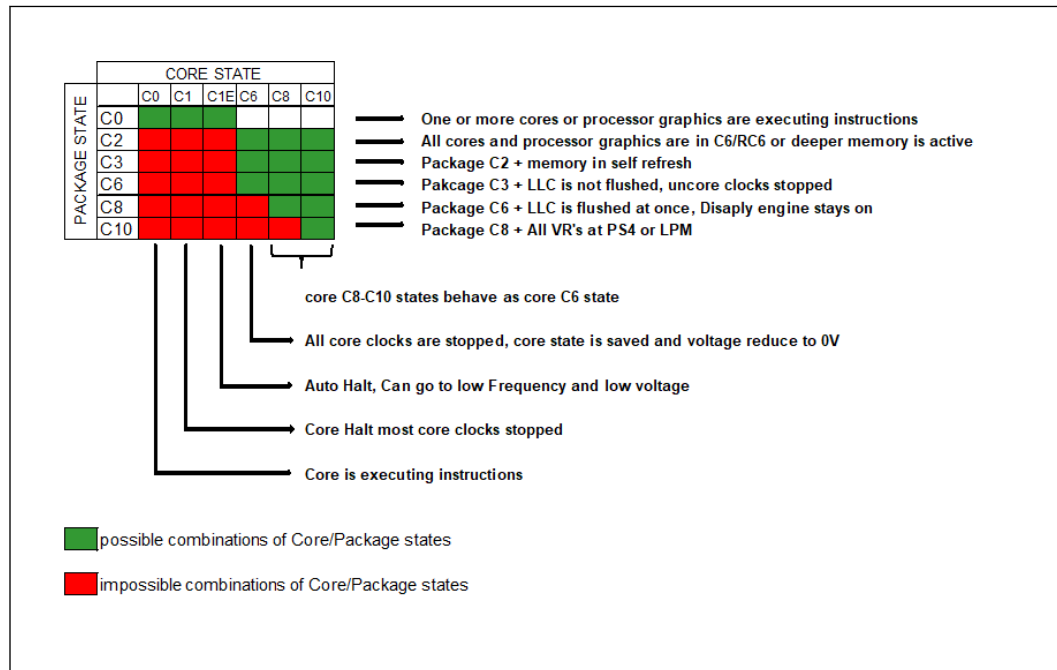 CORE STATE
C0 C1 C1E C6 C8 C10
PACKAGE STATE
C0 One or more cores or processor graphics are executing instructions
C2 All cores and processor graphics are in C6/RC6 or deeper memory is active
C3 Package C2 + memory in self refresh
C6 Pakcage C3 + LLC is not flushed, uncore clocks stopped
C8 Package C6 + LLC is flushed at once, Disaply engine stays on
C10 Package C8 + All VR's at PS4 or LPM
core C8-C10 states behave as core C6 state
All core clocks are stopped, core state is saved and voltage reduce to 0V
Auto Halt, Can go to low Frequency and low voltage
Core Halt most core clocks stopped
Core is executing instructions
possible combinations of Core/Package states
impossible combinations of Core/Package states